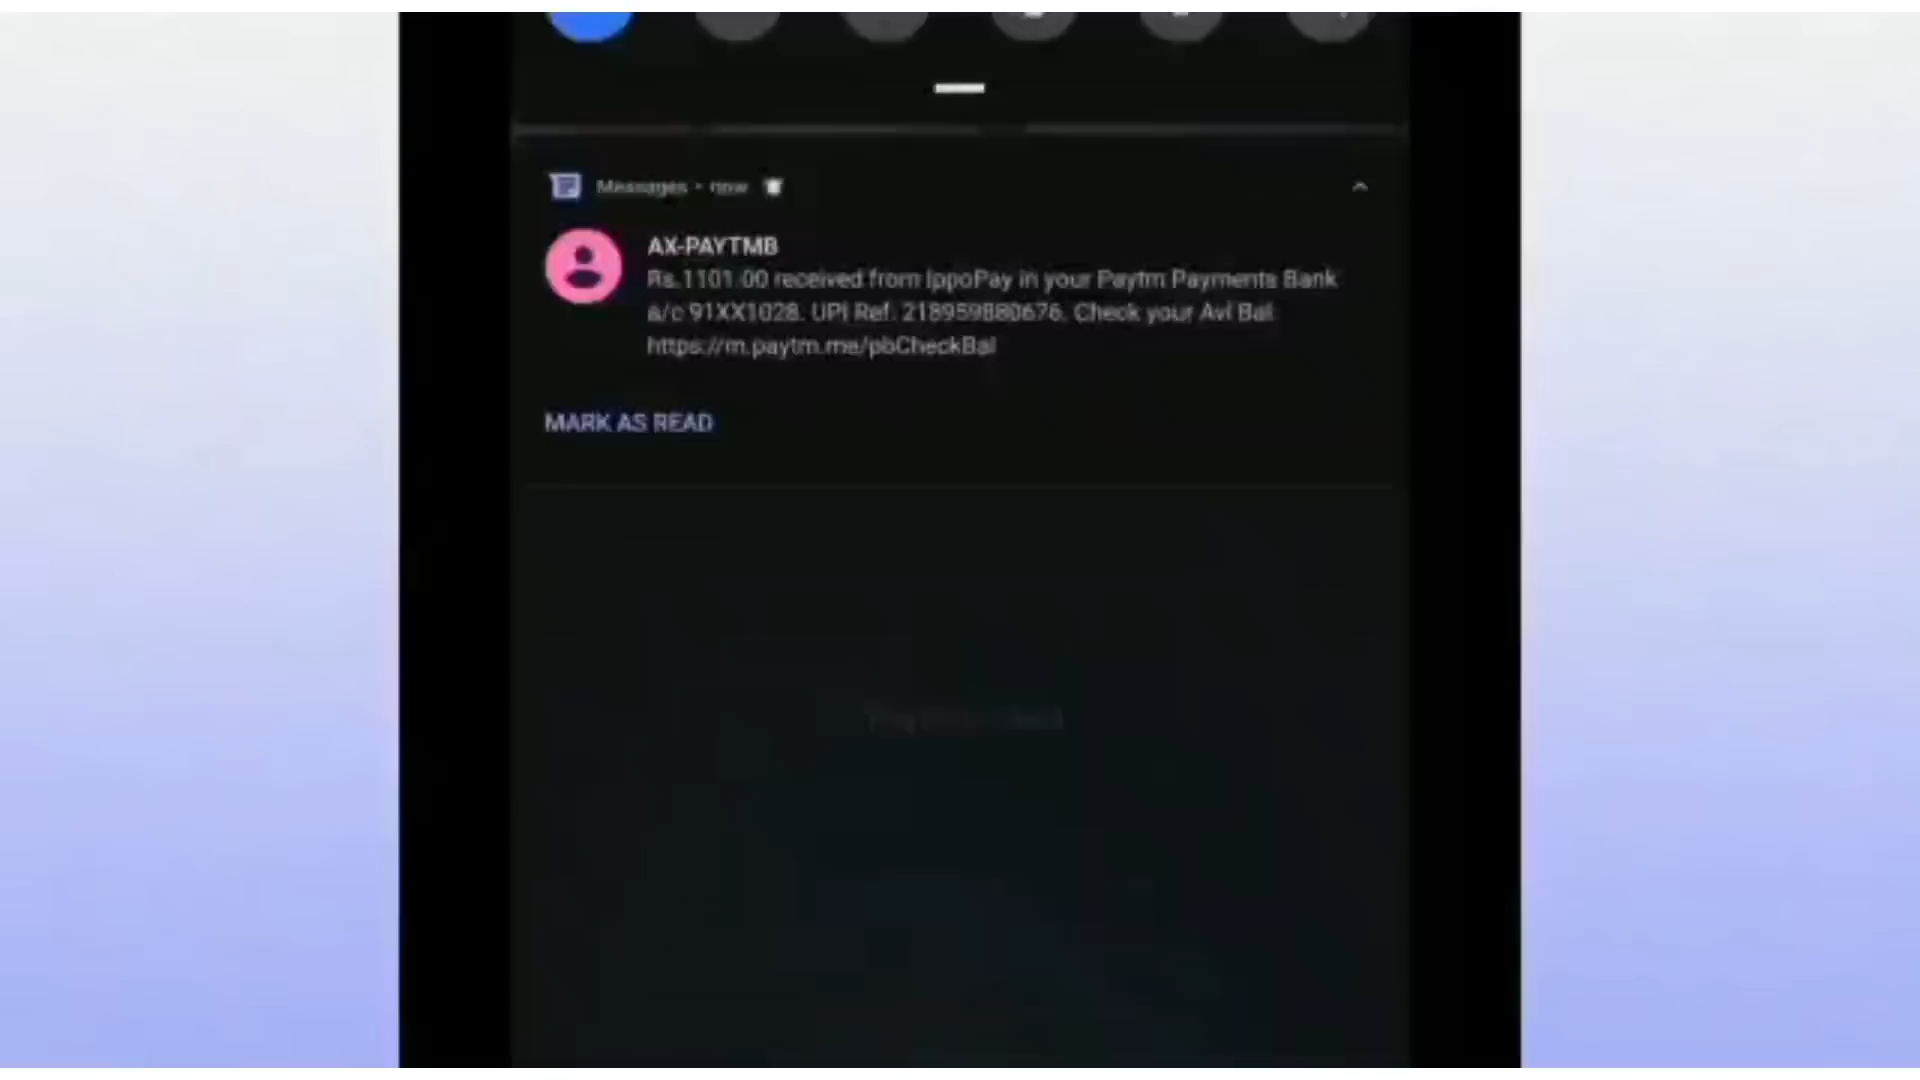 Messages • now
AX-PAYTMB
Rs.1101.00 received from IppoPay in your Paytm Payments Bank
a/c 91XX1028. UPI Ref. 218959880676. Check your Avl Bal
https://m.paytm.me/pbCheckBal
MARK AS READ